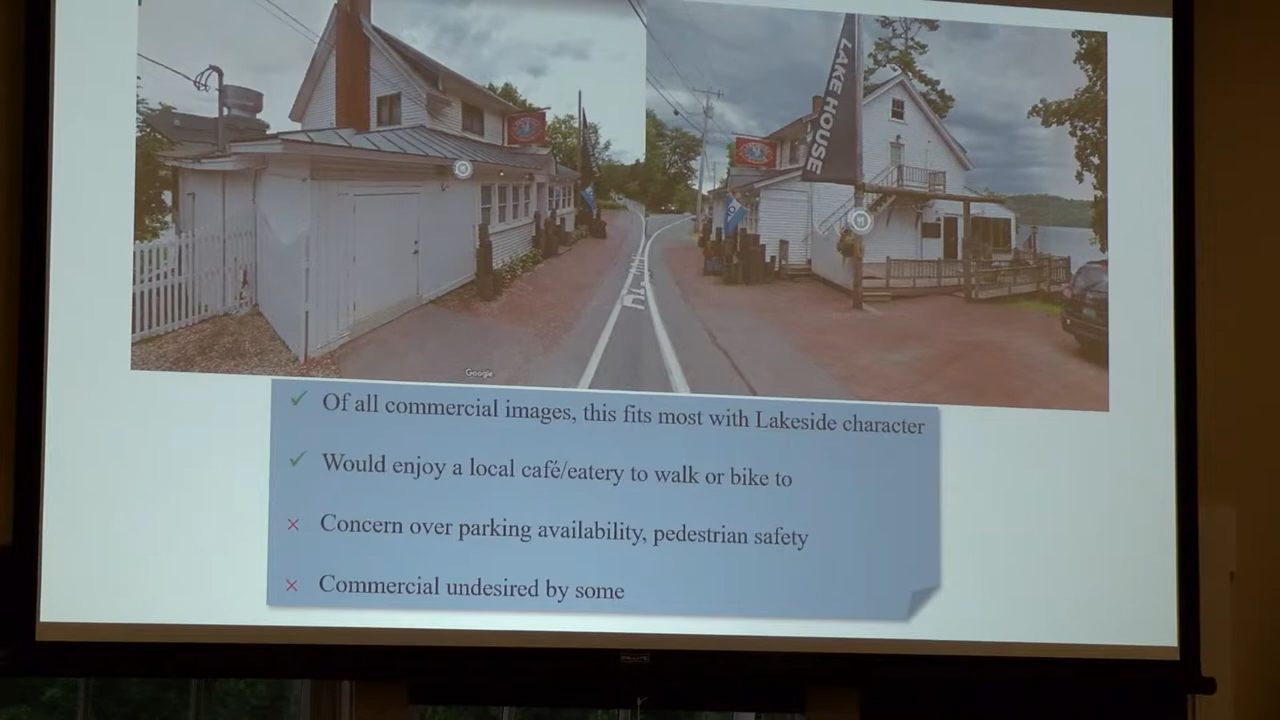 LAKE HOUSE
Google
✓ Of all commercial images, this fits most with Lakeside character
✓ Would enjoy a local café/eatery to walk or bike to
× Concern over parking availability, pedestrian safety
× Commercial undesired by some